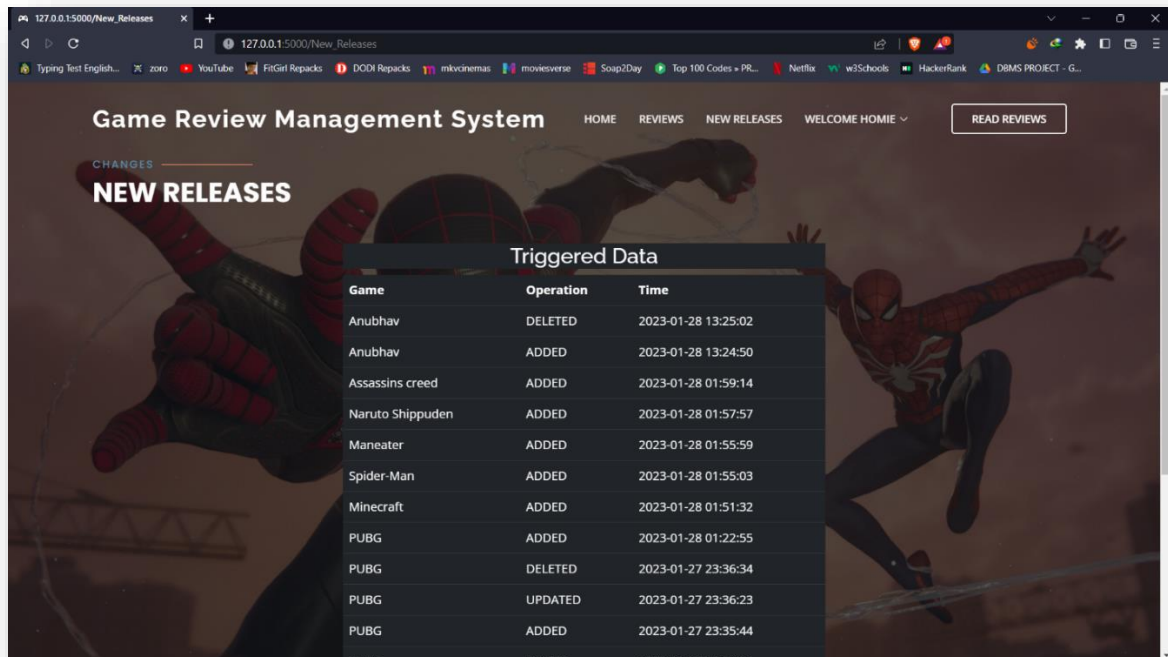 127.0.0.1:5000/New_Releases
127.0.0.1:5000/New_Releases
Typing Test English... zoro YouTube FitGirl Repacks DODI Repacks mkvcinemas moviesverse Soap2Day Top 100 Codes » PR... Netflix w3Schools HackerRank DBMS PROJECT - G...
Game Review Management System HOME REVIEWS NEW RELEASES WELCOME HOMIE READ REVIEWS
CHANGES
NEW RELEASES
Triggered Data
Game Operation Time
Anubhav DELETED 2023-01-28 13:25:02
Anubhav ADDED 2023-01-28 13:24:50
Assassins creed ADDED 2023-01-28 01:59:14
Naruto Shippuden ADDED 2023-01-28 01:57:57
Maneater ADDED 2023-01-28 01:55:59
Spider-Man ADDED 2023-01-28 01:55:03
Minecraft ADDED 2023-01-28 01:51:32
PUBG ADDED 2023-01-28 01:22:55
PUBG DELETED 2023-01-27 23:36:34
PUBG UPDATED 2023-01-27 23:36:23
PUBG ADDED 2023-01-27 23:35:44